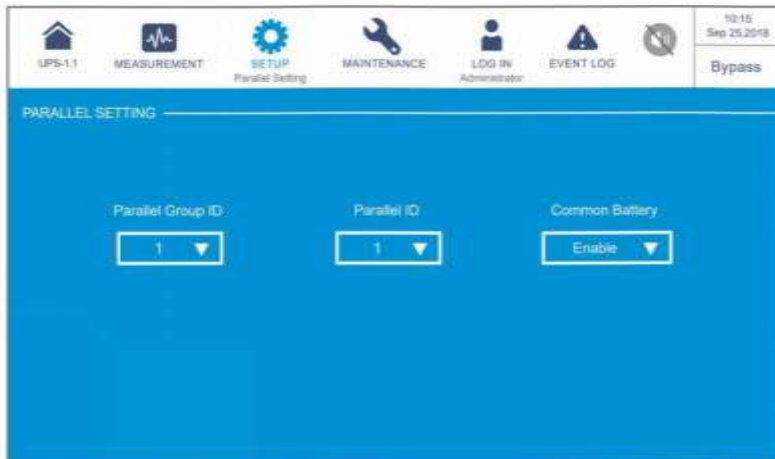 10:15
Sep 25,2018
UPS-1.1
MEASUREMENT
SETUP
MAINTENANCE
LOG IN
EVENT LOG
Parallel Setting
Administrator
Bypass
PARALLEL SETTING
Parallel Group ID
Parallel ID
Common Battery
1
1
Enable